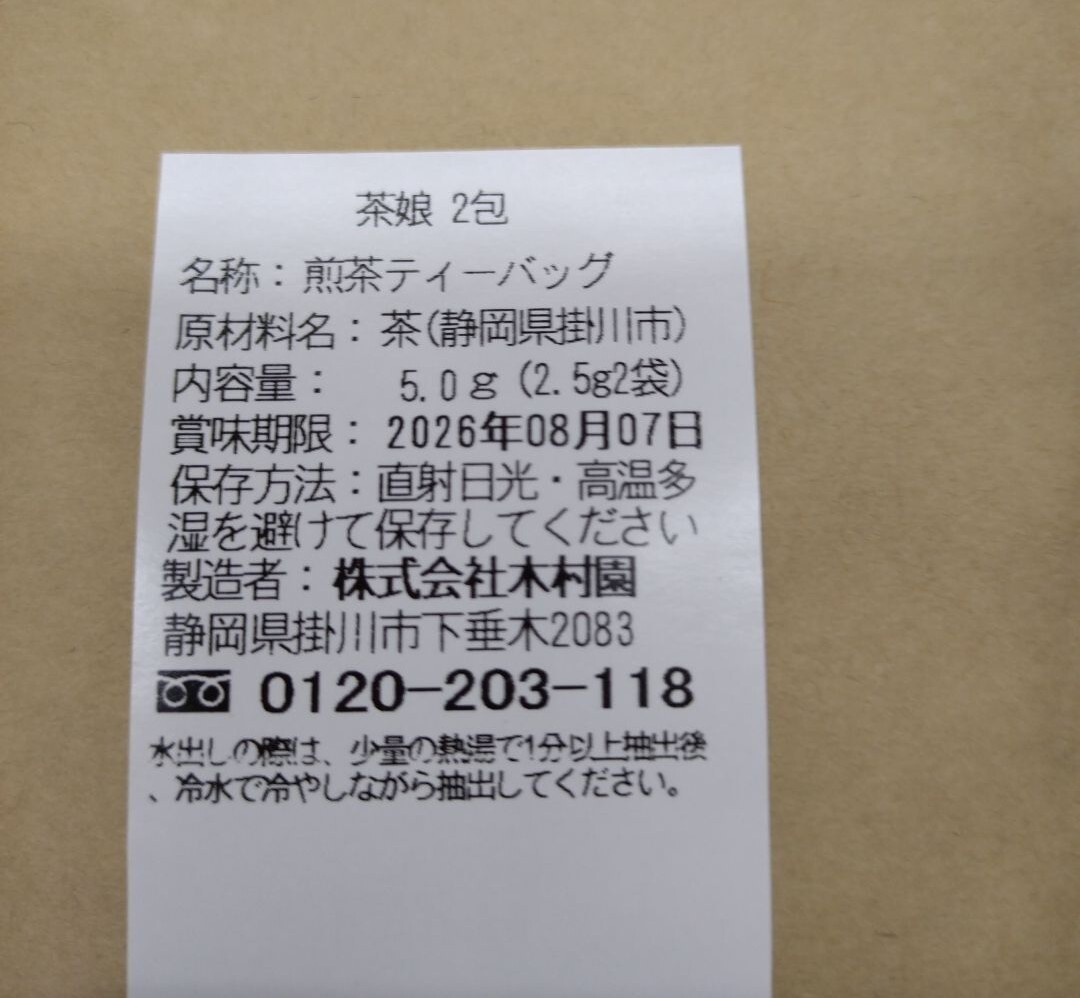 茶娘 2包
名称：煎茶ティーバッグ
原材料名：茶(静岡県掛川市)
内容量： 5.0g (2.5g2袋)
賞味期限：2026年08月07日
保存方法：直射日光・高温多
湿を避けて保存してください
製造者：株式会社木村園
静岡県掛川市下垂木2083
0120-203-118
水出しの際は、少量の熱湯で1分以上抽出後
、冷水で冷やしながら抽出してください。